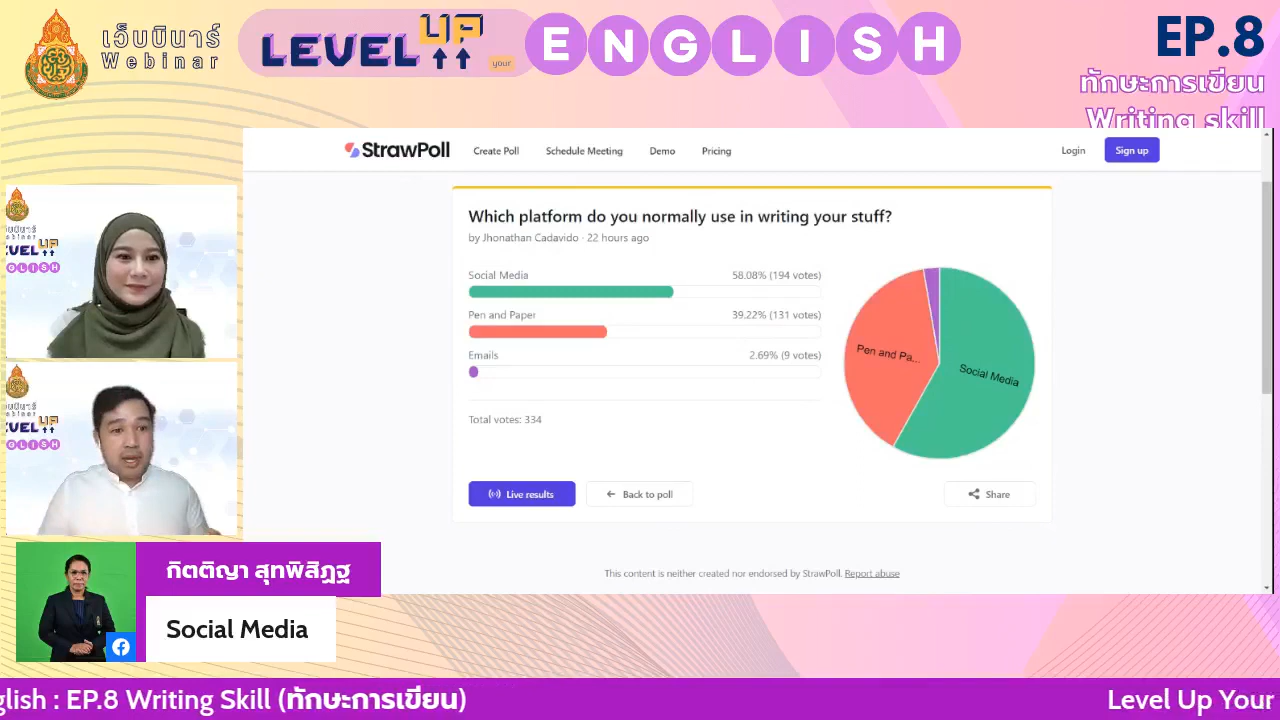 เว็บบินาร์
Webinar
LEVEL UP
your
ENGLISH
EP.8
ทักษะการเขียน
Writing skill
StrawPoll
Create Poll
Schedule Meeting
Demo
Pricing
Login
Sign up
Which platform do you normally use in writing your stuff?
by Jhonathan Cadavido · 22 hours ago
Social Media 58.08% (194 votes)
Pen and Paper 39.22% (131 votes)
Emails 2.69% (9 votes)
Total votes: 334
Pen and Pa...
Social Media
Live results
Back to poll
Share
This content is neither created nor endorsed by StrawPoll. Report abuse
กิตติญา สุทพิสิฏฐ
Social Media
glish : EP.8 Writing Skill (ทักษะการเขียน)
Level Up Your